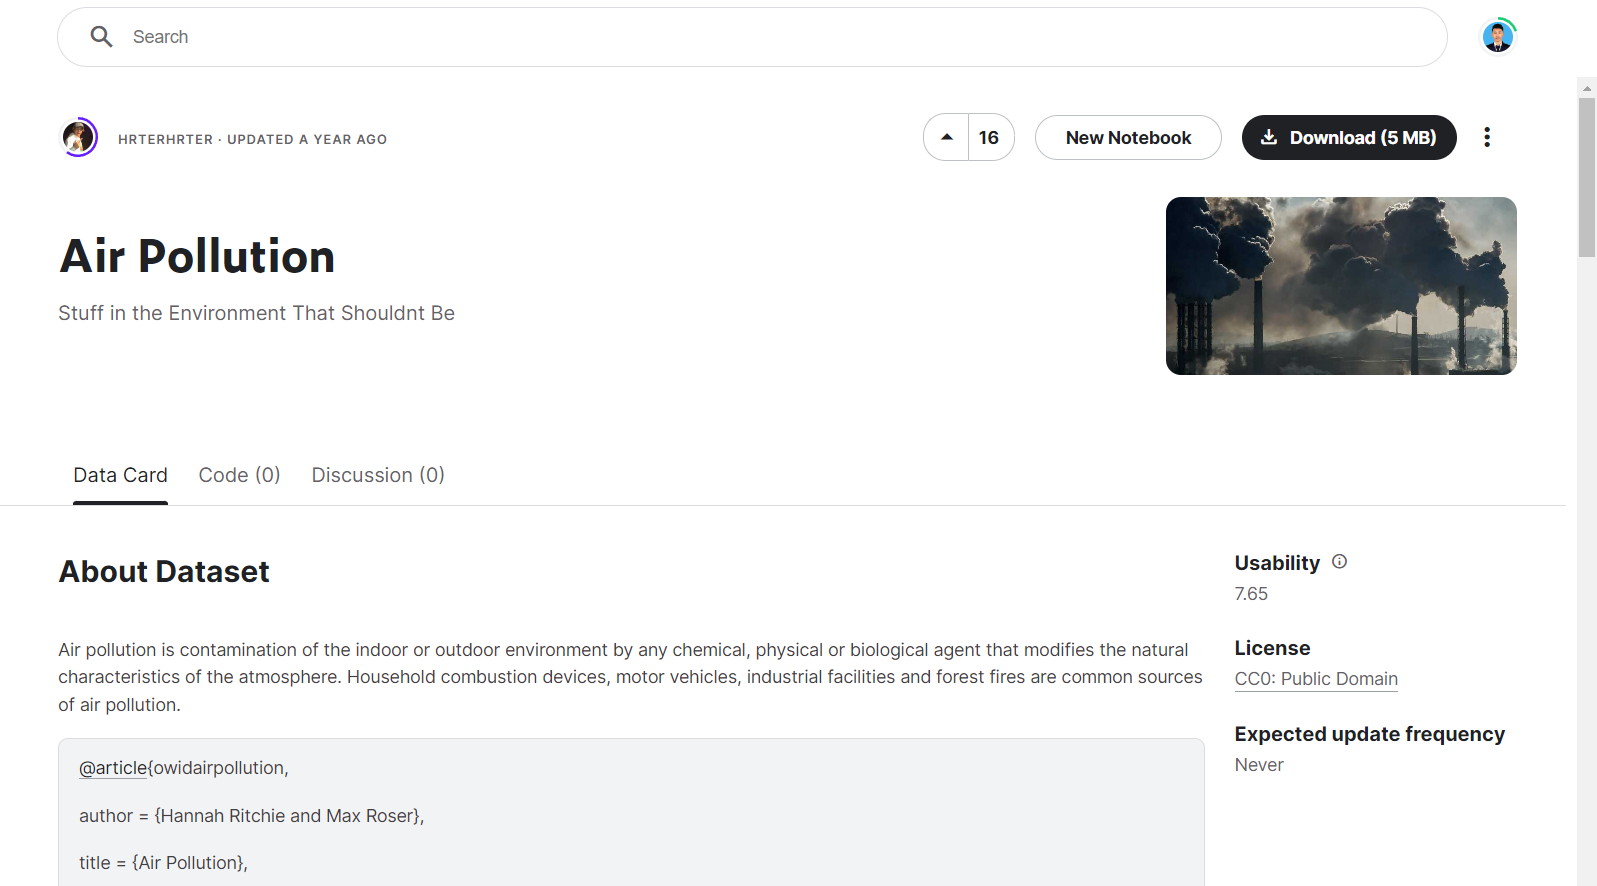 Search
HRTERHRTER · UPDATED A YEAR AGO
16
New Notebook
Download (5 MB)
Air Pollution
Stuff in the Environment That Shouldnt Be
Data Card
Code (0)
Discussion (0)
About Dataset
Air pollution is contamination of the indoor or outdoor environment by any chemical, physical or biological agent that modifies the natural
characteristics of the atmosphere. Household combustion devices, motor vehicles, industrial facilities and forest fires are common sources
of air pollution.
@article{owidairpollution,
author = {Hannah Ritchie and Max Roser},
title = {Air Pollution},
Usability
7.65
License
CC0: Public Domain
Expected update frequency
Never